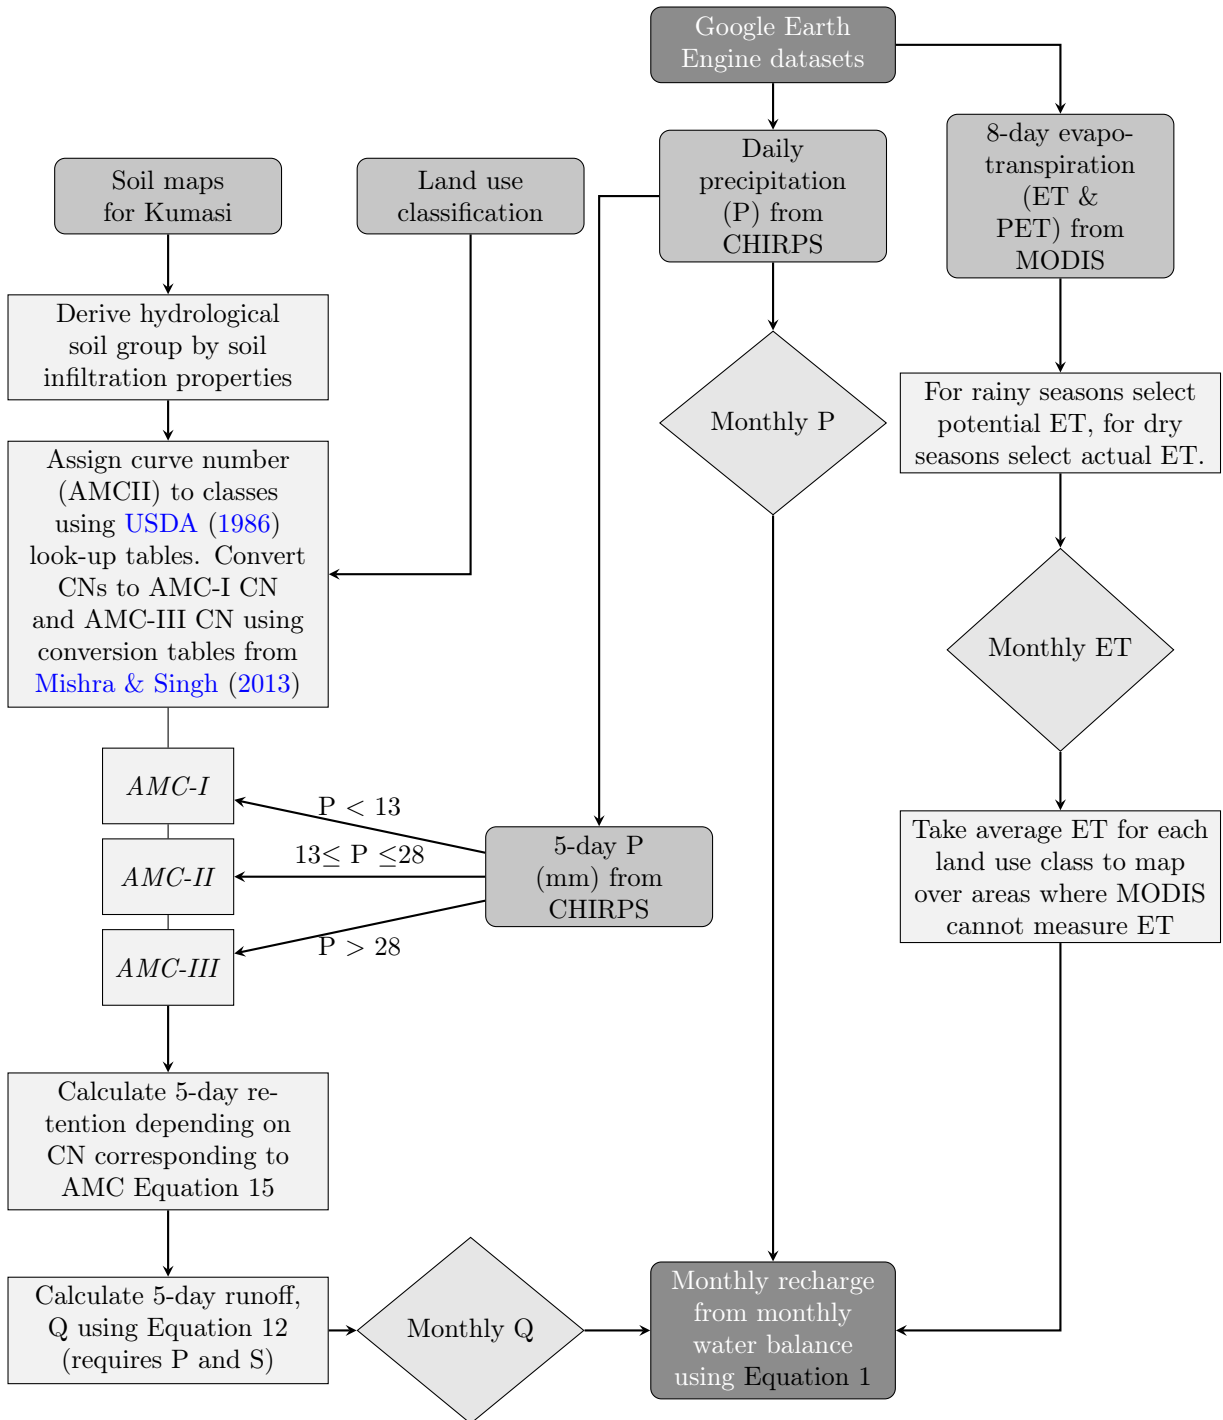 Google Earth
Engine datasets
Soil maps
for Kumasi
Land use
classification
Daily
precipitation
(P) from
CHIRPS
8-day evapo-
transpiration
(ET &
PET) from
MODIS
Derive hydrological
soil group by soil
infiltration properties
Monthly P
For rainy seasons select
potential ET, for dry
seasons select actual ET.
Assign curve number
(AMCII) to classes
using USDA (1986)
look-up tables. Convert
CNs to AMC-I CN
and AMC-III CN using
conversion tables from
Mishra & Singh (2013)
Monthly ET
AMC-I
P < 13
AMC-II
13≤ P ≤28
AMC-III
P > 28
5-day P
(mm) from
CHIRPS
Take average ET for each
land use class to map
over areas where MODIS
cannot measure ET
Calculate 5-day re-
tention depending on
CN corresponding to
AMC Equation 15
Calculate 5-day runoff,
Q using Equation 12
(requires P and S)
Monthly Q
Monthly recharge
from monthly
water balance
using Equation 1